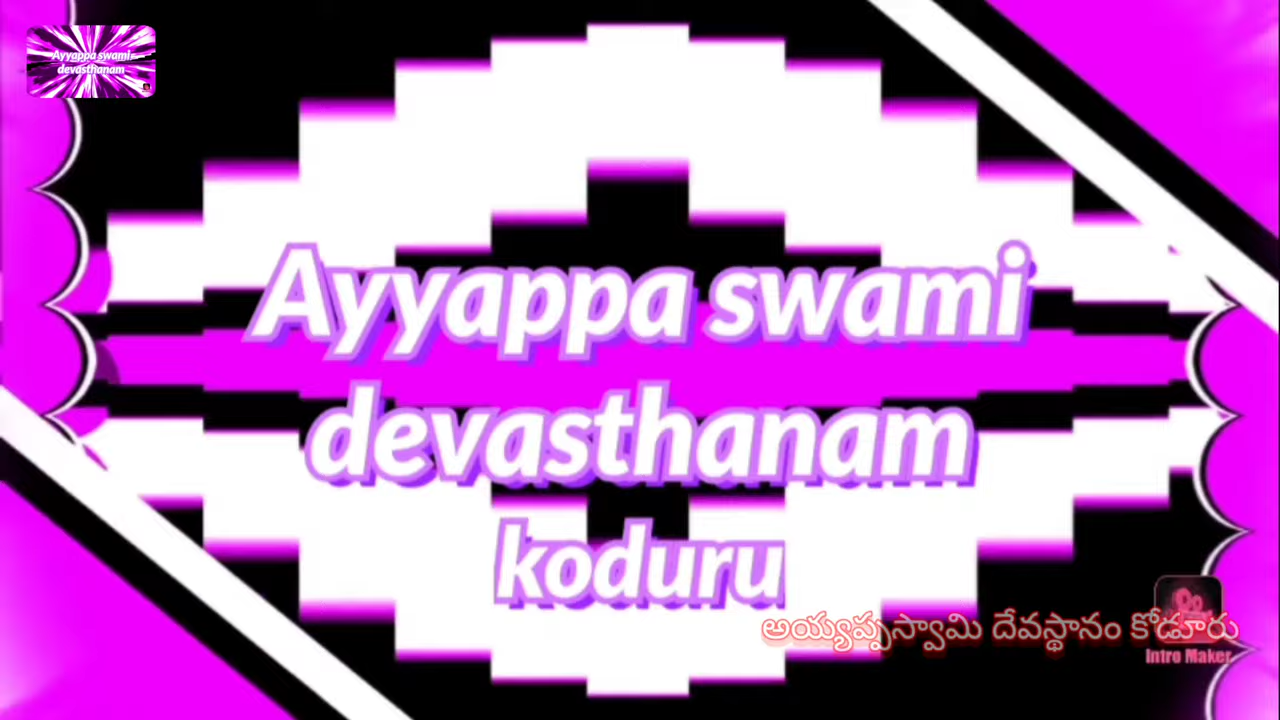 Ayyappa swami
devasthanam
Ayyappa swami
devasthanam
koduru
అయ్యప్పస్వామి దేవస్థానం కోడూరు
Intro Maker